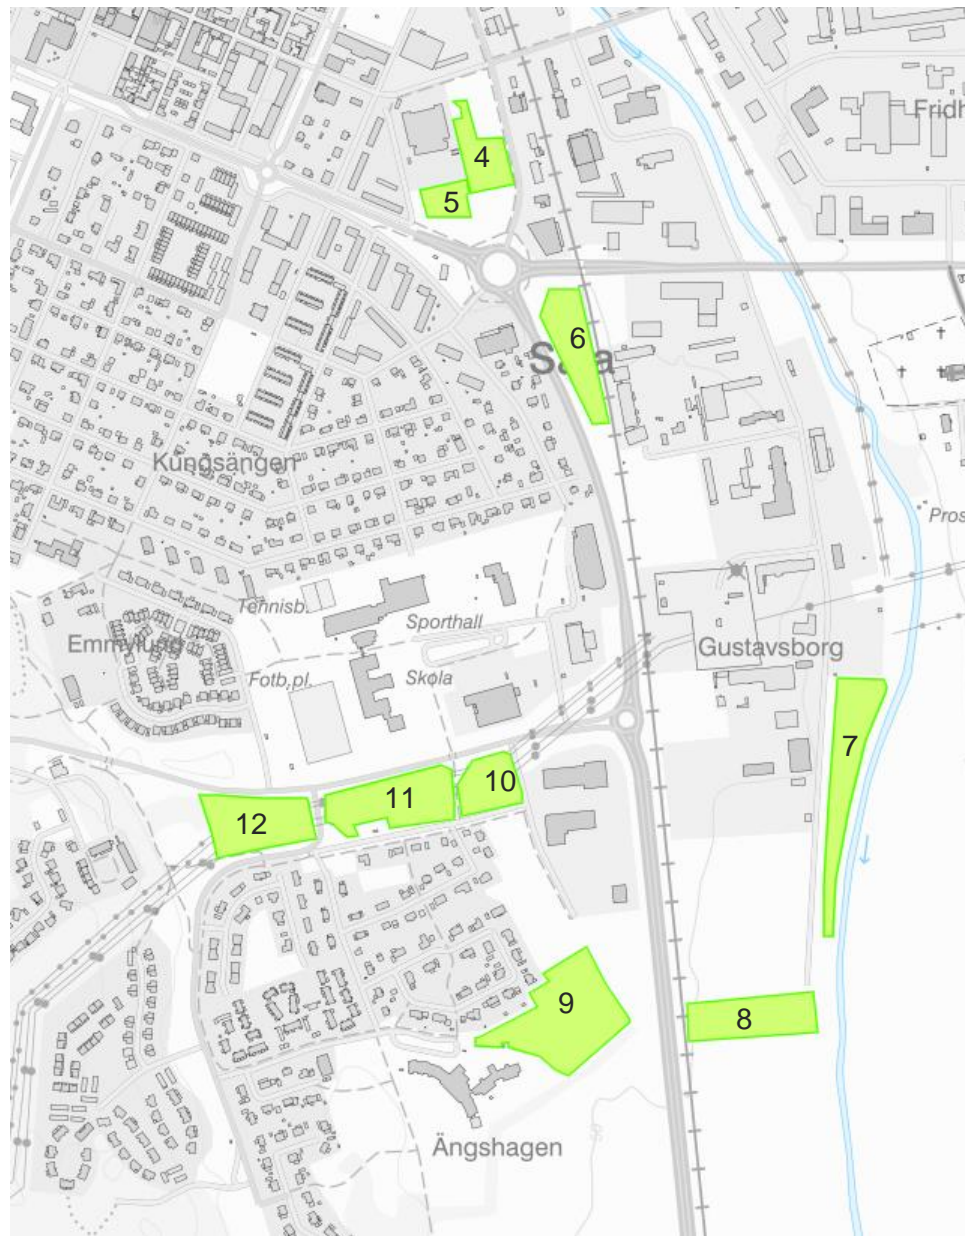 Fridh
4
5
6
Sala
Kungsängen
Pros
Tennisb.
Sporthall
Emmylund
Gustavsborg
Fotb.pl.
Skola
7
10
11
12
9
8
Ängshagen